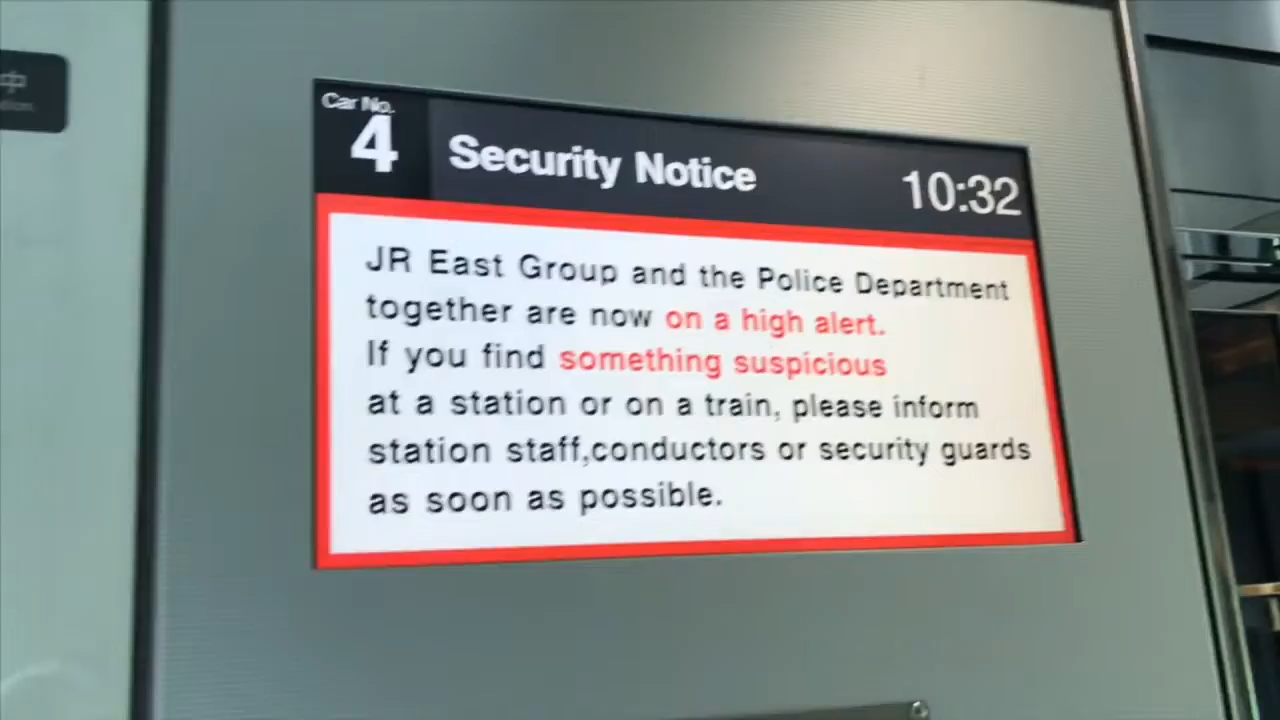 Car No.
4
Security Notice
10:32
JR East Group and the Police Department
together are now on a high alert.
If you find something suspicious
at a station or on a train, please inform
station staff,conductors or security guards
as soon as possible.